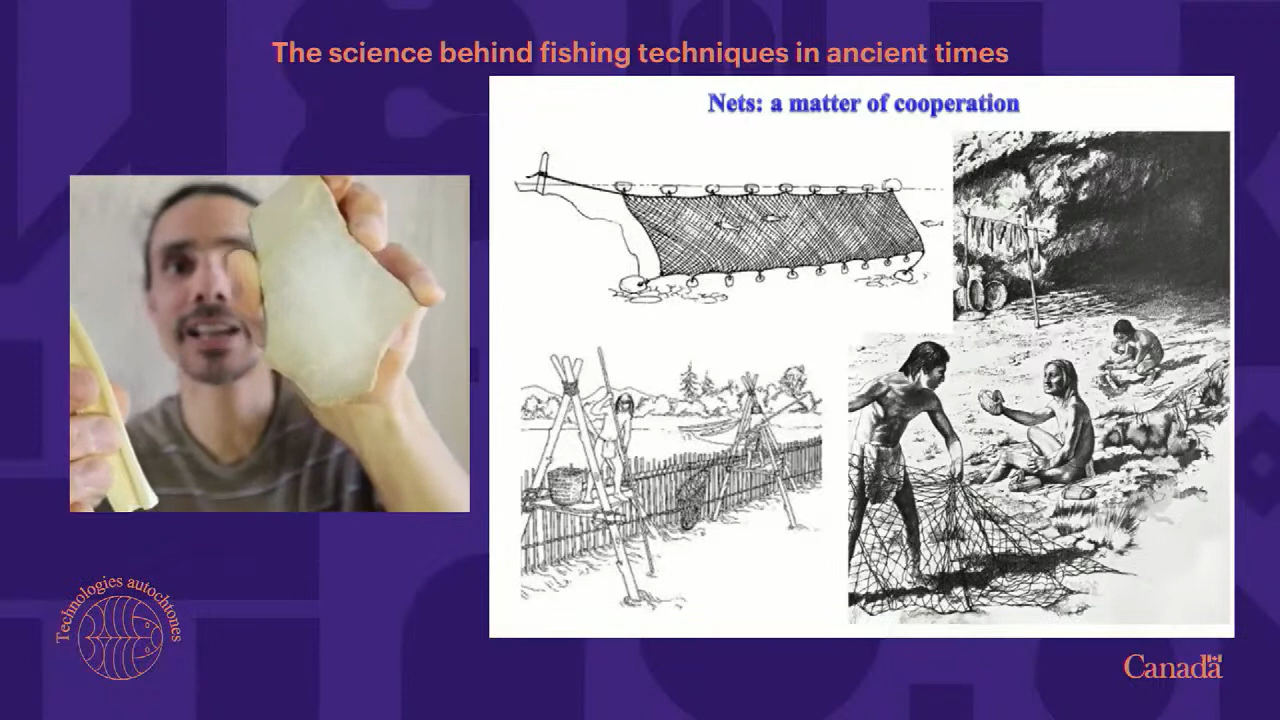 The science behind fishing techniques in ancient times
Nets: a matter of cooperation
Technologies autochtones
Canada